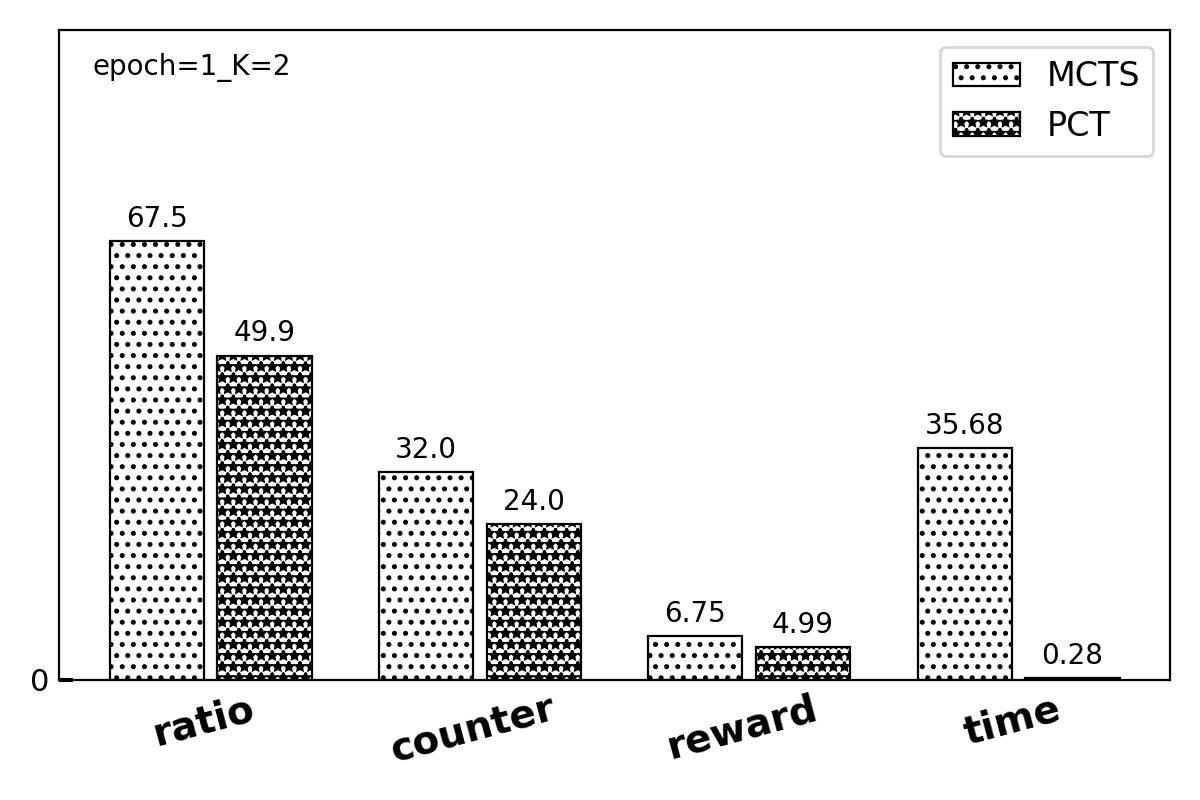 epoch=1_K=2
MCTS
PCT
67.5
49.9
32.0
24.0
6.75
4.99
35.68
0.28
0
ratio
counter
reward
time